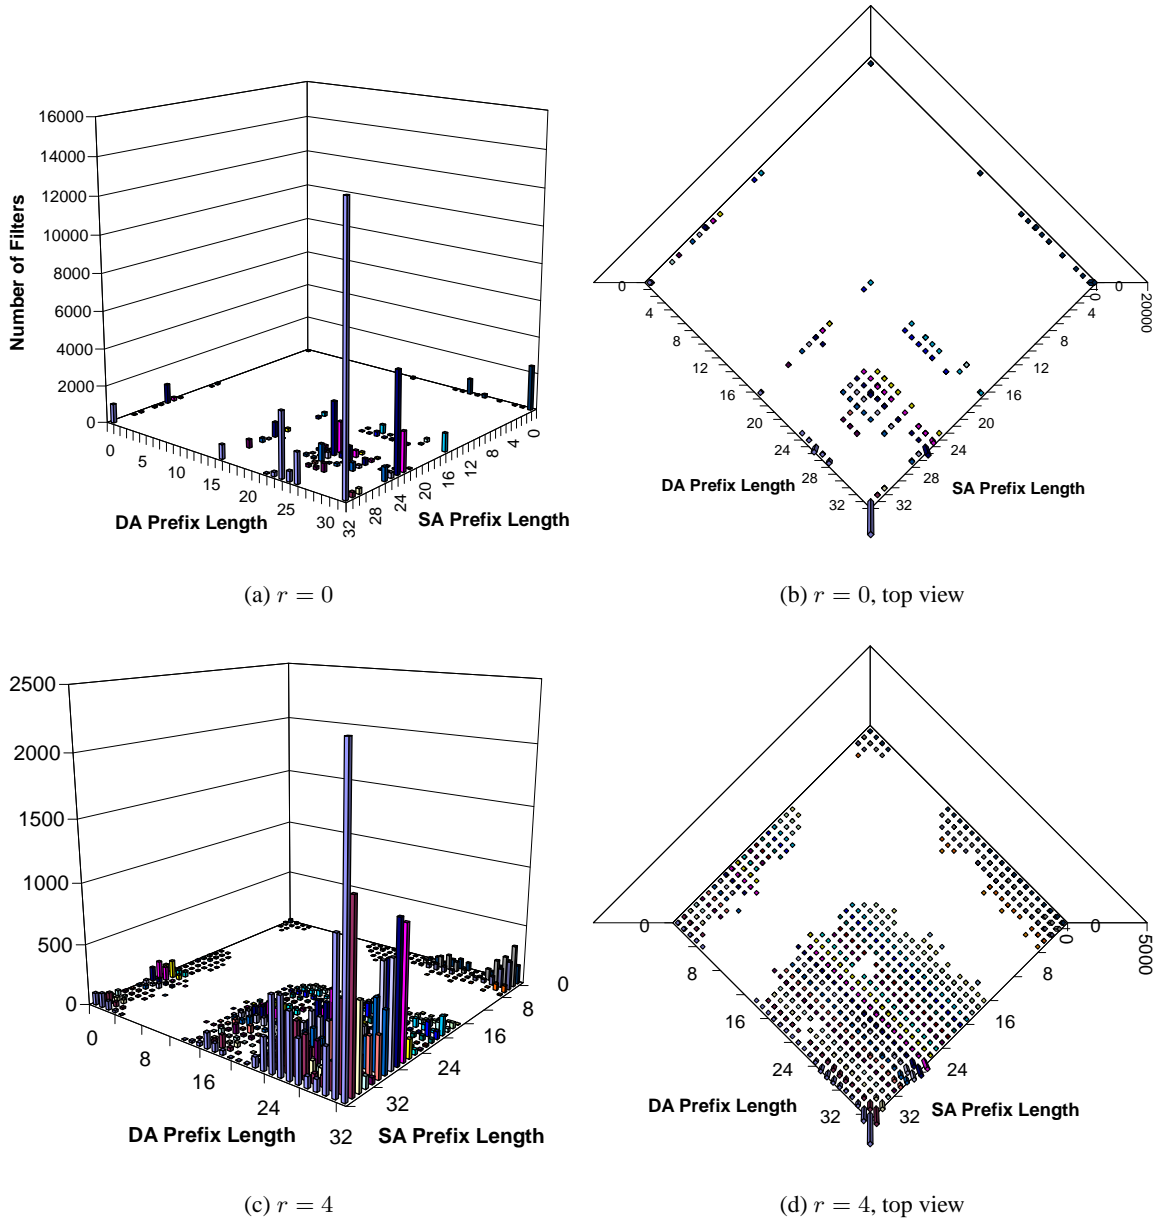 16000
14000
12000
10000
8000
6000
4000
2000
0
Number of Filters
0 5 10 15 20 25 30
DA Prefix Length
32 28 24 20 16 12 8 4 0
SA Prefix Length
(a) r = 0
0 4 8 12 16 20 24 28 32
DA Prefix Length
0 4 8 12 16 20 24 28 32
SA Prefix Length
0 20000
(b) r = 0, top view
2500
2000
1500
1000
500
0
0 8 16 24 32
DA Prefix Length
32 24 16 8 0
SA Prefix Length
(c) r = 4
0 8 16 24 32
DA Prefix Length
0 8 16 24 32
SA Prefix Length
0 5000
(d) r = 4, top view